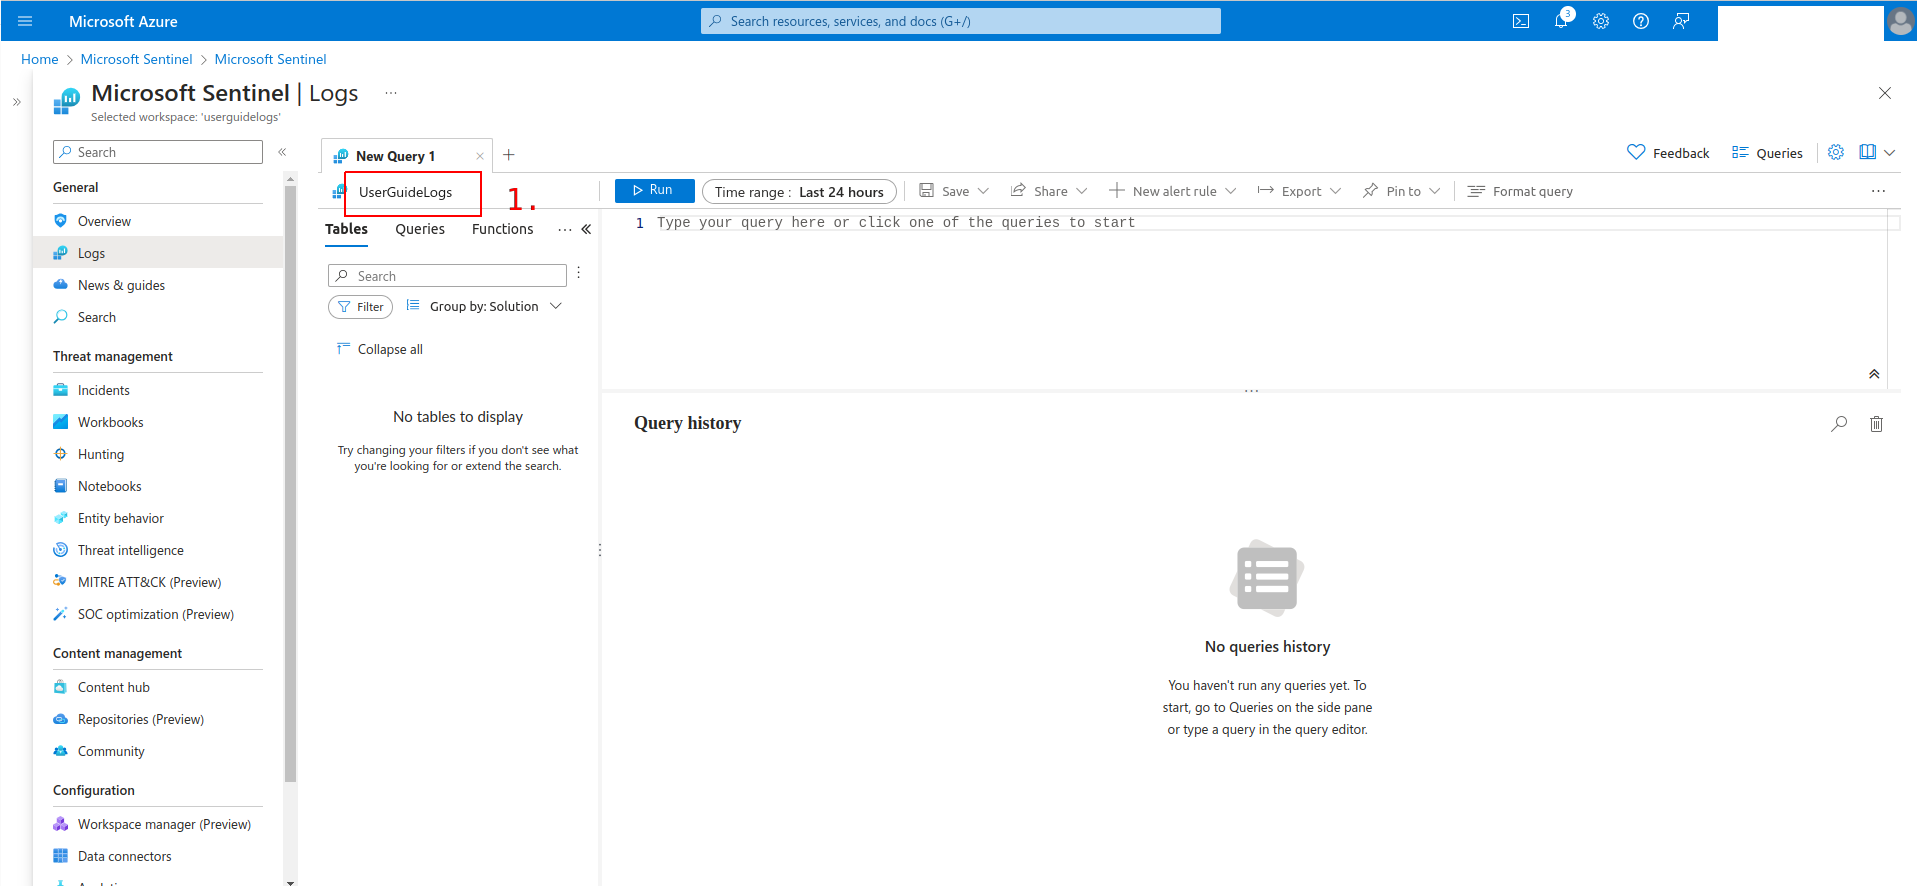 Microsoft Azure
Search resources, services, and docs (G+/)
3
Home > Microsoft Sentinel > Microsoft Sentinel
Microsoft Sentinel | Logs ...
Selected workspace: 'userguidelogs'
Search
General
Overview
Logs
News & guides
Search
Threat management
Incidents
Workbooks
Hunting
Notebooks
Entity behavior
Threat intelligence
MITRE ATT&CK (Preview)
SOC optimization (Preview)
Content management
Content hub
Repositories (Preview)
Community
Configuration
Workspace manager (Preview)
Data connectors
New Query 1
Feedback
Queries
UserGuideLogs
1.
Run
Time range : Last 24 hours
Save
Share
New alert rule
Export
Pin to
Format query
Tables
Queries
Functions
Search
Filter
Group by: Solution
Collapse all
No tables to display
Try changing your filters if you don't see what
you're looking for or extend the search.
1 Type your query here or click one of the queries to start
Query history
No queries history
You haven't run any queries yet. To
start, go to Queries on the side pane
or type a query in the query editor.